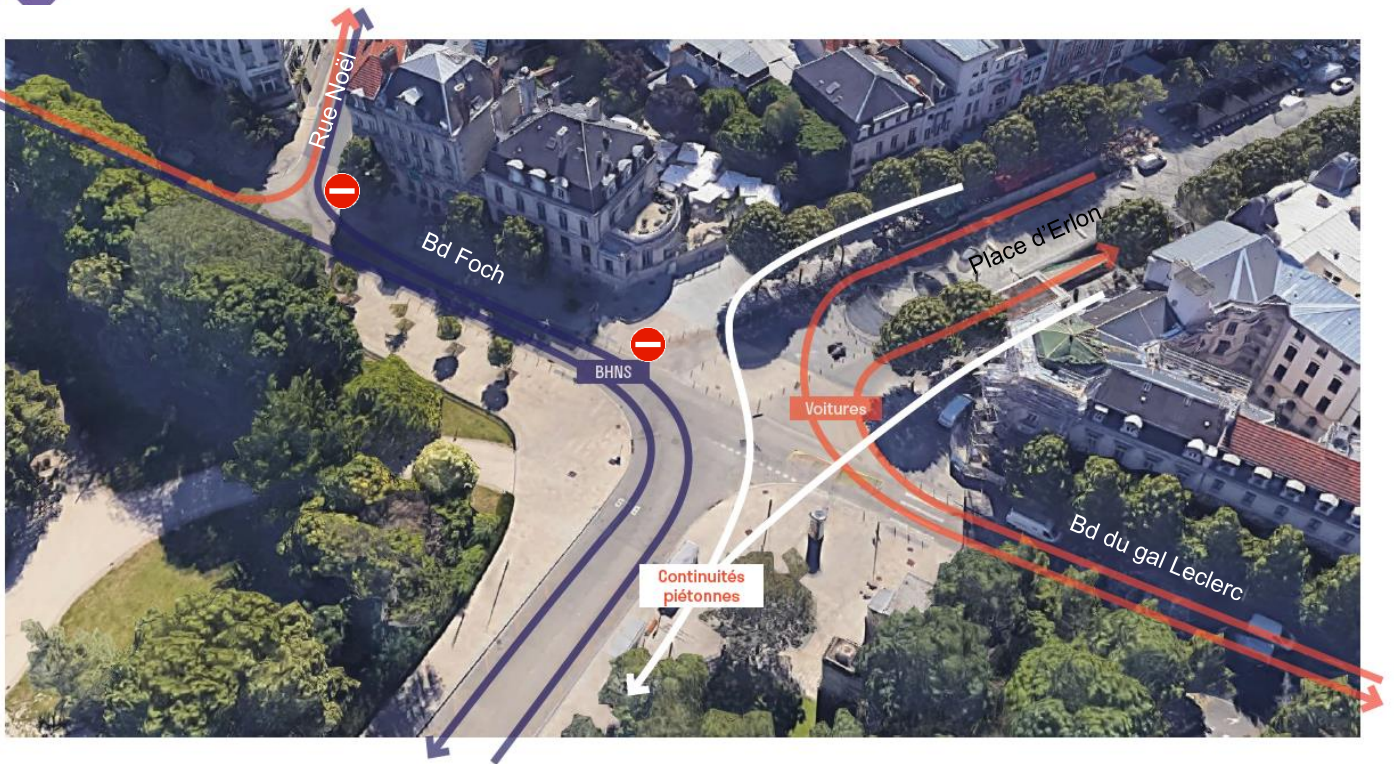 Rue Noël
Bd Foch
Place d'Erlon
BHNS
Voitures
Bd du gal Leclerc
Continuités
piétonnes